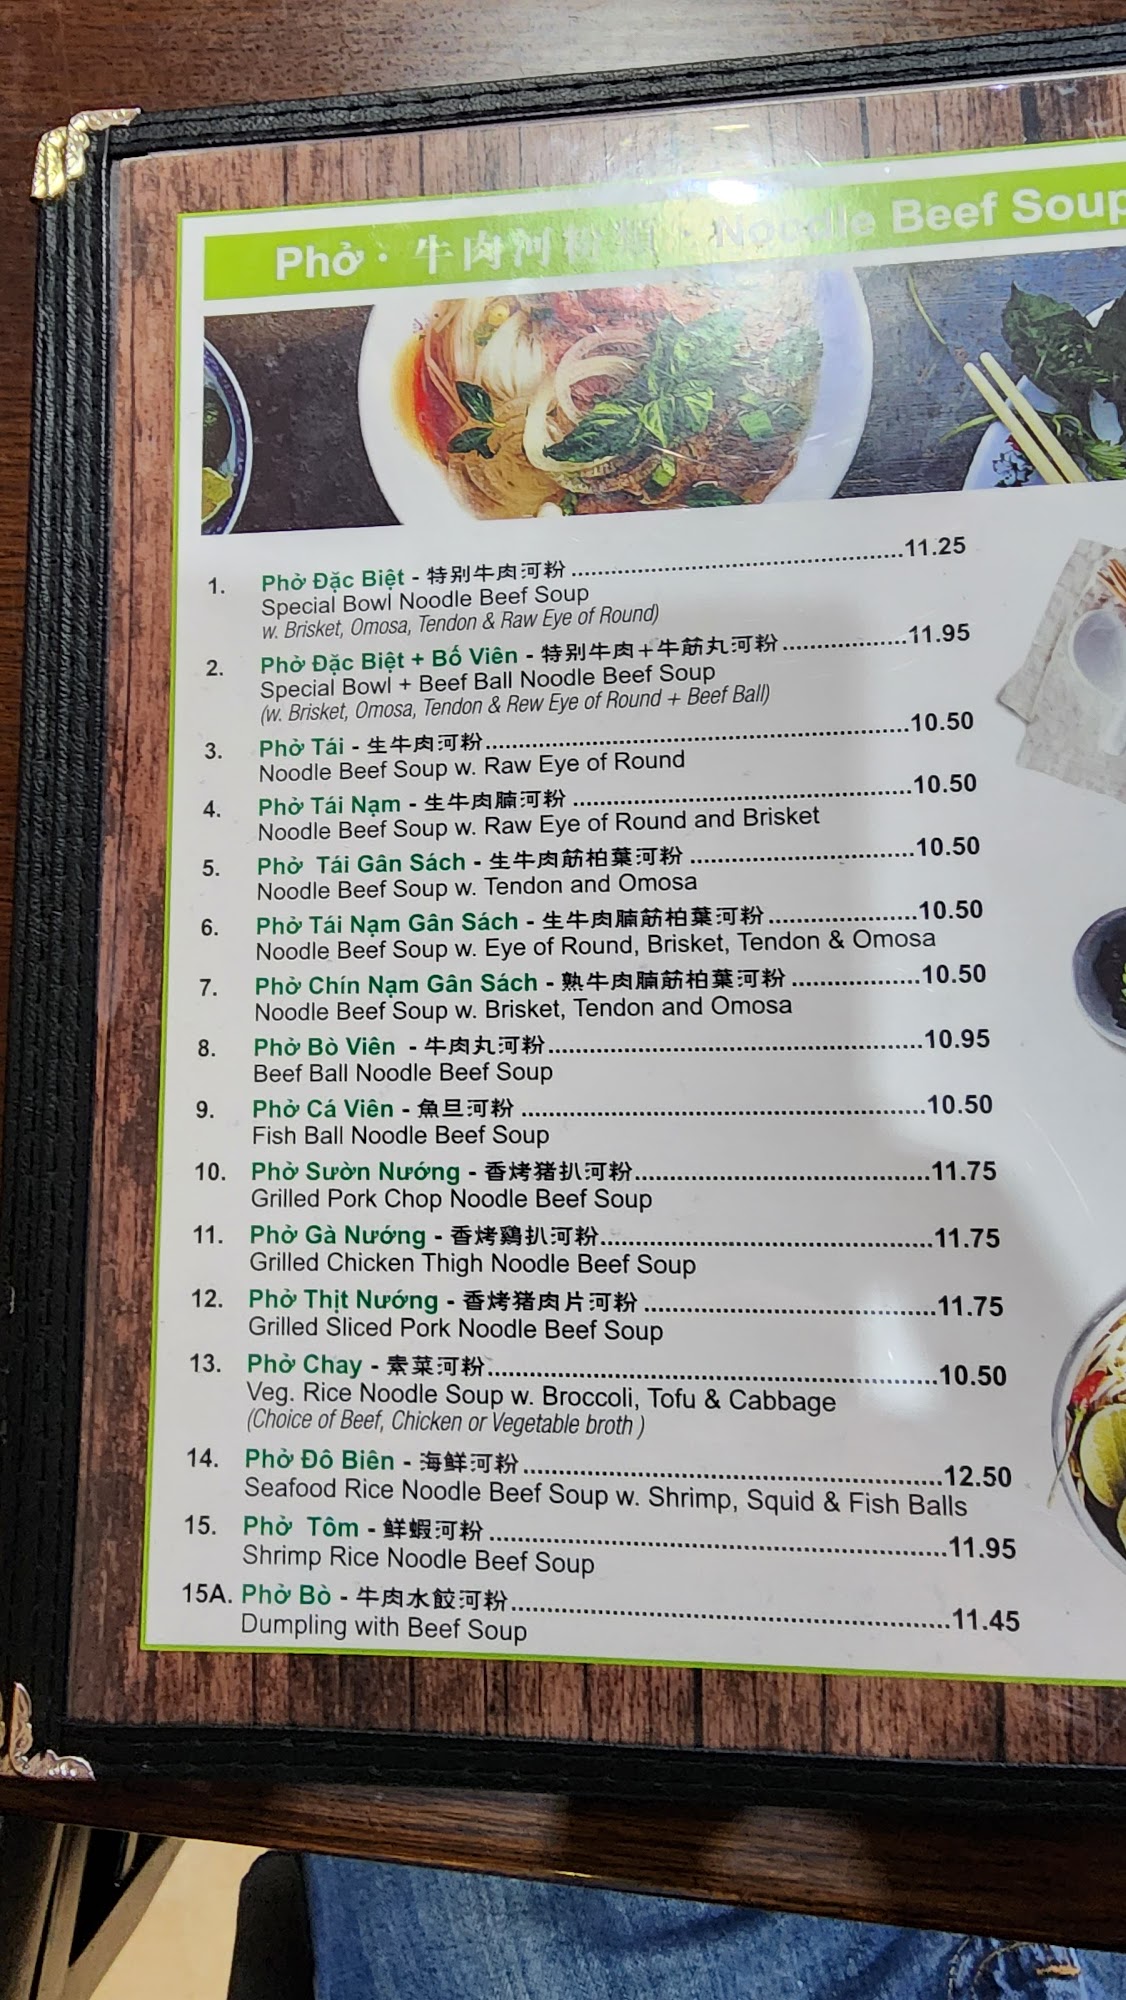 Phở · 牛肉河粉類 · Noodle Beef Soup
1. Phở Đặc Biệt - 特別牛肉河粉 ..........11.25
Special Bowl Noodle Beef Soup
w. Brisket, Omosa, Tendon & Raw Eye of Round)
2. Phở Đặc Biệt + Bố Viên - 特別牛肉+牛筋丸河粉..........11.95
Special Bowl + Beef Ball Noodle Beef Soup
(w. Brisket, Omosa, Tendon & Rew Eye of Round + Beef Ball)
3. Phở Tái - 生牛肉河粉..........10.50
Noodle Beef Soup w. Raw Eye of Round
4. Phở Tái Nạm - 生牛肉腩河粉 ..........10.50
Noodle Beef Soup w. Raw Eye of Round and Brisket
5. Phở Tái Gân Sách - 生牛肉筋柏葉河粉 ..........10.50
Noodle Beef Soup w. Tendon and Omosa
6. Phở Tái Nạm Gân Sách - 生牛肉腩筋柏葉河粉..........10.50
Noodle Beef Soup w. Eye of Round, Brisket, Tendon & Omosa
7. Phở Chín Nạm Gân Sách - 熟牛肉腩筋柏葉河粉 ..........10.50
Noodle Beef Soup w. Brisket, Tendon and Omosa
8. Phở Bò Viên - 牛肉丸河粉..........10.95
Beef Ball Noodle Beef Soup
9. Phở Cá Viên - 魚旦河粉 ..........10.50
Fish Ball Noodle Beef Soup
10. Phở Sườn Nướng - 香烤猪扒河粉..........11.75
Grilled Pork Chop Noodle Beef Soup
11. Phở Gà Nướng - 香烤鷄扒河粉..........11.75
Grilled Chicken Thigh Noodle Beef Soup
12. Phở Thịt Nướng - 香烤猪肉片河粉 ..........11.75
Grilled Sliced Pork Noodle Beef Soup
13. Phở Chay - 素菜河粉..........10.50
Veg. Rice Noodle Soup w. Broccoli, Tofu & Cabbage
(Choice of Beef, Chicken or Vegetable broth )
14. Phở Đô Biên - 海鮮河粉..........12.50
Seafood Rice Noodle Beef Soup w. Shrimp, Squid & Fish Balls
15. Phở Tôm - 鮮蝦河粉 ..........11.95
Shrimp Rice Noodle Beef Soup
15A. Phở Bò - 牛肉水餃河粉..........11.45
Dumpling with Beef Soup